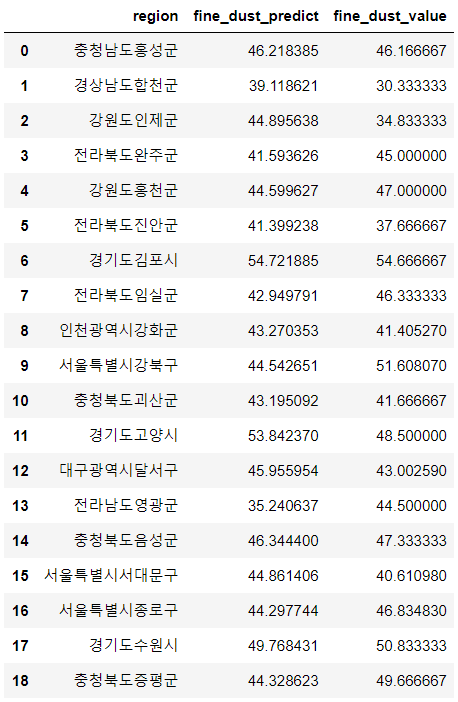 region fine_dust_predict fine_dust_value
0 충청남도홍성군 46.218385 46.166667
1 경상남도합천군 39.118621 30.333333
2 강원도인제군 44.895638 34.833333
3 전라북도완주군 41.593626 45.000000
4 강원도홍천군 44.599627 47.000000
5 전라북도진안군 41.399238 37.666667
6 경기도김포시 54.721885 54.666667
7 전라북도임실군 42.949791 46.333333
8 인천광역시강화군 43.270353 41.405270
9 서울특별시강북구 44.542651 51.608070
10 충청북도괴산군 43.195092 41.666667
11 경기도고양시 53.842370 48.500000
12 대구광역시달서구 45.955954 43.002590
13 전라남도영광군 35.240637 44.500000
14 충청북도음성군 46.344400 47.333333
15 서울특별시서대문구 44.861406 40.610980
16 서울특별시종로구 44.297744 46.834830
17 경기도수원시 49.768431 50.833333
18 충청북도증평군 44.328623 49.666667